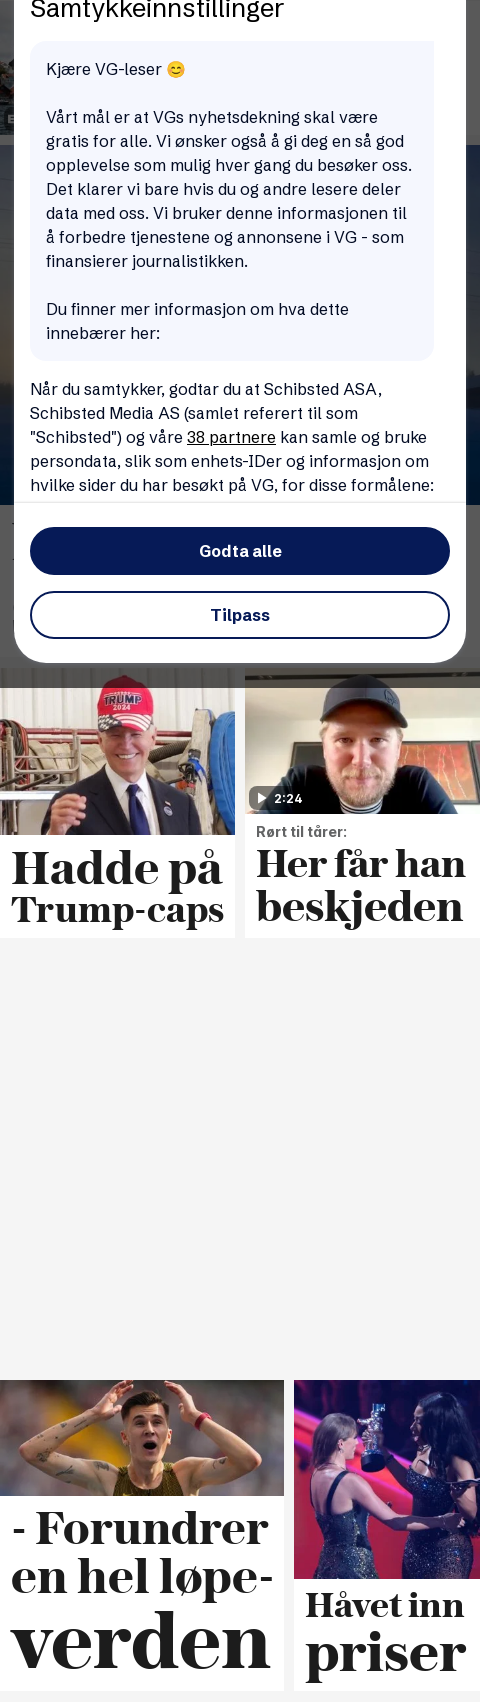 Samtykkeinnstillinger
Kjære VG-leser 😊
Vårt mål er at VGs nyhetsdekning skal være
gratis for alle. Vi ønsker også å gi deg en så god
opplevelse som mulig hver gang du besøker oss.
Det klarer vi bare hvis du og andre lesere deler
data med oss. Vi bruker denne informasjonen til
å forbedre tjenestene og annonsene i VG - som
finansierer journalistikken.
Du finner mer informasjon om hva dette
innebærer her:
Når du samtykker, godtar du at Schibsted ASA,
Schibsted Media AS (samlet referert til som
"Schibsted") og våre 38 partnere kan samle og bruke
persondata, slik som enhets-IDer og informasjon om
hvilke sider du har besøkt på VG, for disse formålene:
Godta alle
Tilpass
TRUMP
2024
Hadde på
Trump-caps
2:24
Rørt til tårer:
Her får han
beskjeden
- Forundrer
en hel løpe-
verden
Håvet inn
priser